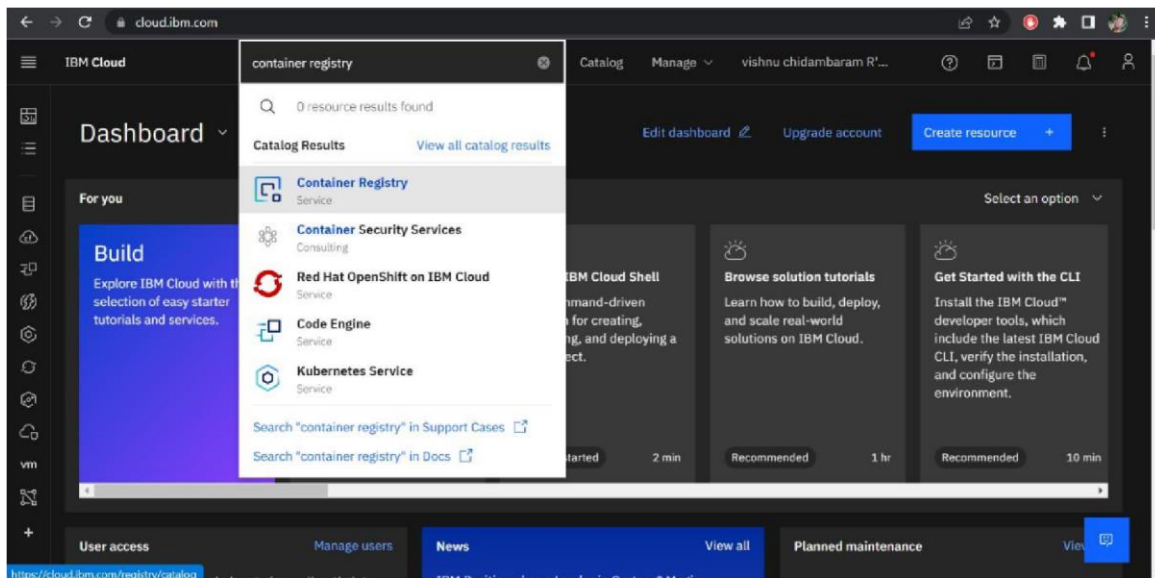 cloud.ibm.com
IBM Cloud
container registry
Catalog
Manage
vishnu chidambaram R'...
0 resource results found
Catalog Results
View all catalog results
Container Registry
Service
Container Security Services
Consulting
Red Hat OpenShift on IBM Cloud
Service
Code Engine
Service
Kubernetes Service
Service
Search "container registry" in Support Cases
Search "container registry" in Docs
Dashboard
Edit dashboard
Upgrade account
Create resource +
For you
Select an option
Build
Explore IBM Cloud with
selection of easy starter
tutorials and services.
IBM Cloud Shell
for creating,
and deploying a
2 min
Browse solution tutorials
Learn how to build, deploy,
and scale real-world
solutions on IBM Cloud.
Recommended
1 hr
Get Started with the CLI
Install the IBM Cloud™
developer tools, which
include the latest IBM Cloud
CLI, verify the installation,
and configure the
environment.
Recommended
10 min
vm
User access
Manage users
News
View all
Planned maintenance
https://cloud.ibm.com/registry/catalog